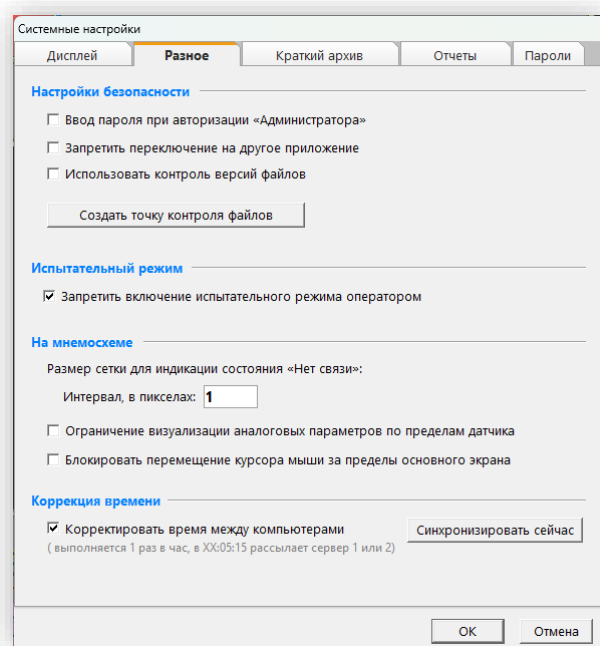 Системные настройки
Дисплей Разное Краткий архив Отчеты Пароли
Настройки безопасности
Ввод пароля при авторизации «Администратора»
Запретить переключение на другое приложение
Использовать контроль версий файлов
Создать точку контроля файлов
Испытательный режим
Запретить включение испытательного режима оператором
На мнемосхеме
Размер сетки для индикации состояния «Нет связи»:
Интервал, в пикселах: 1
Ограничение визуализации аналоговых параметров по пределам датчика
Блокировать перемещение курсора мыши за пределы основного экрана
Коррекция времени
Корректировать время между компьютерами Синхронизировать сейчас
( выполняется 1 раз в час, в XX:05:15 рассылает сервер 1 или 2)
ОК Отмена